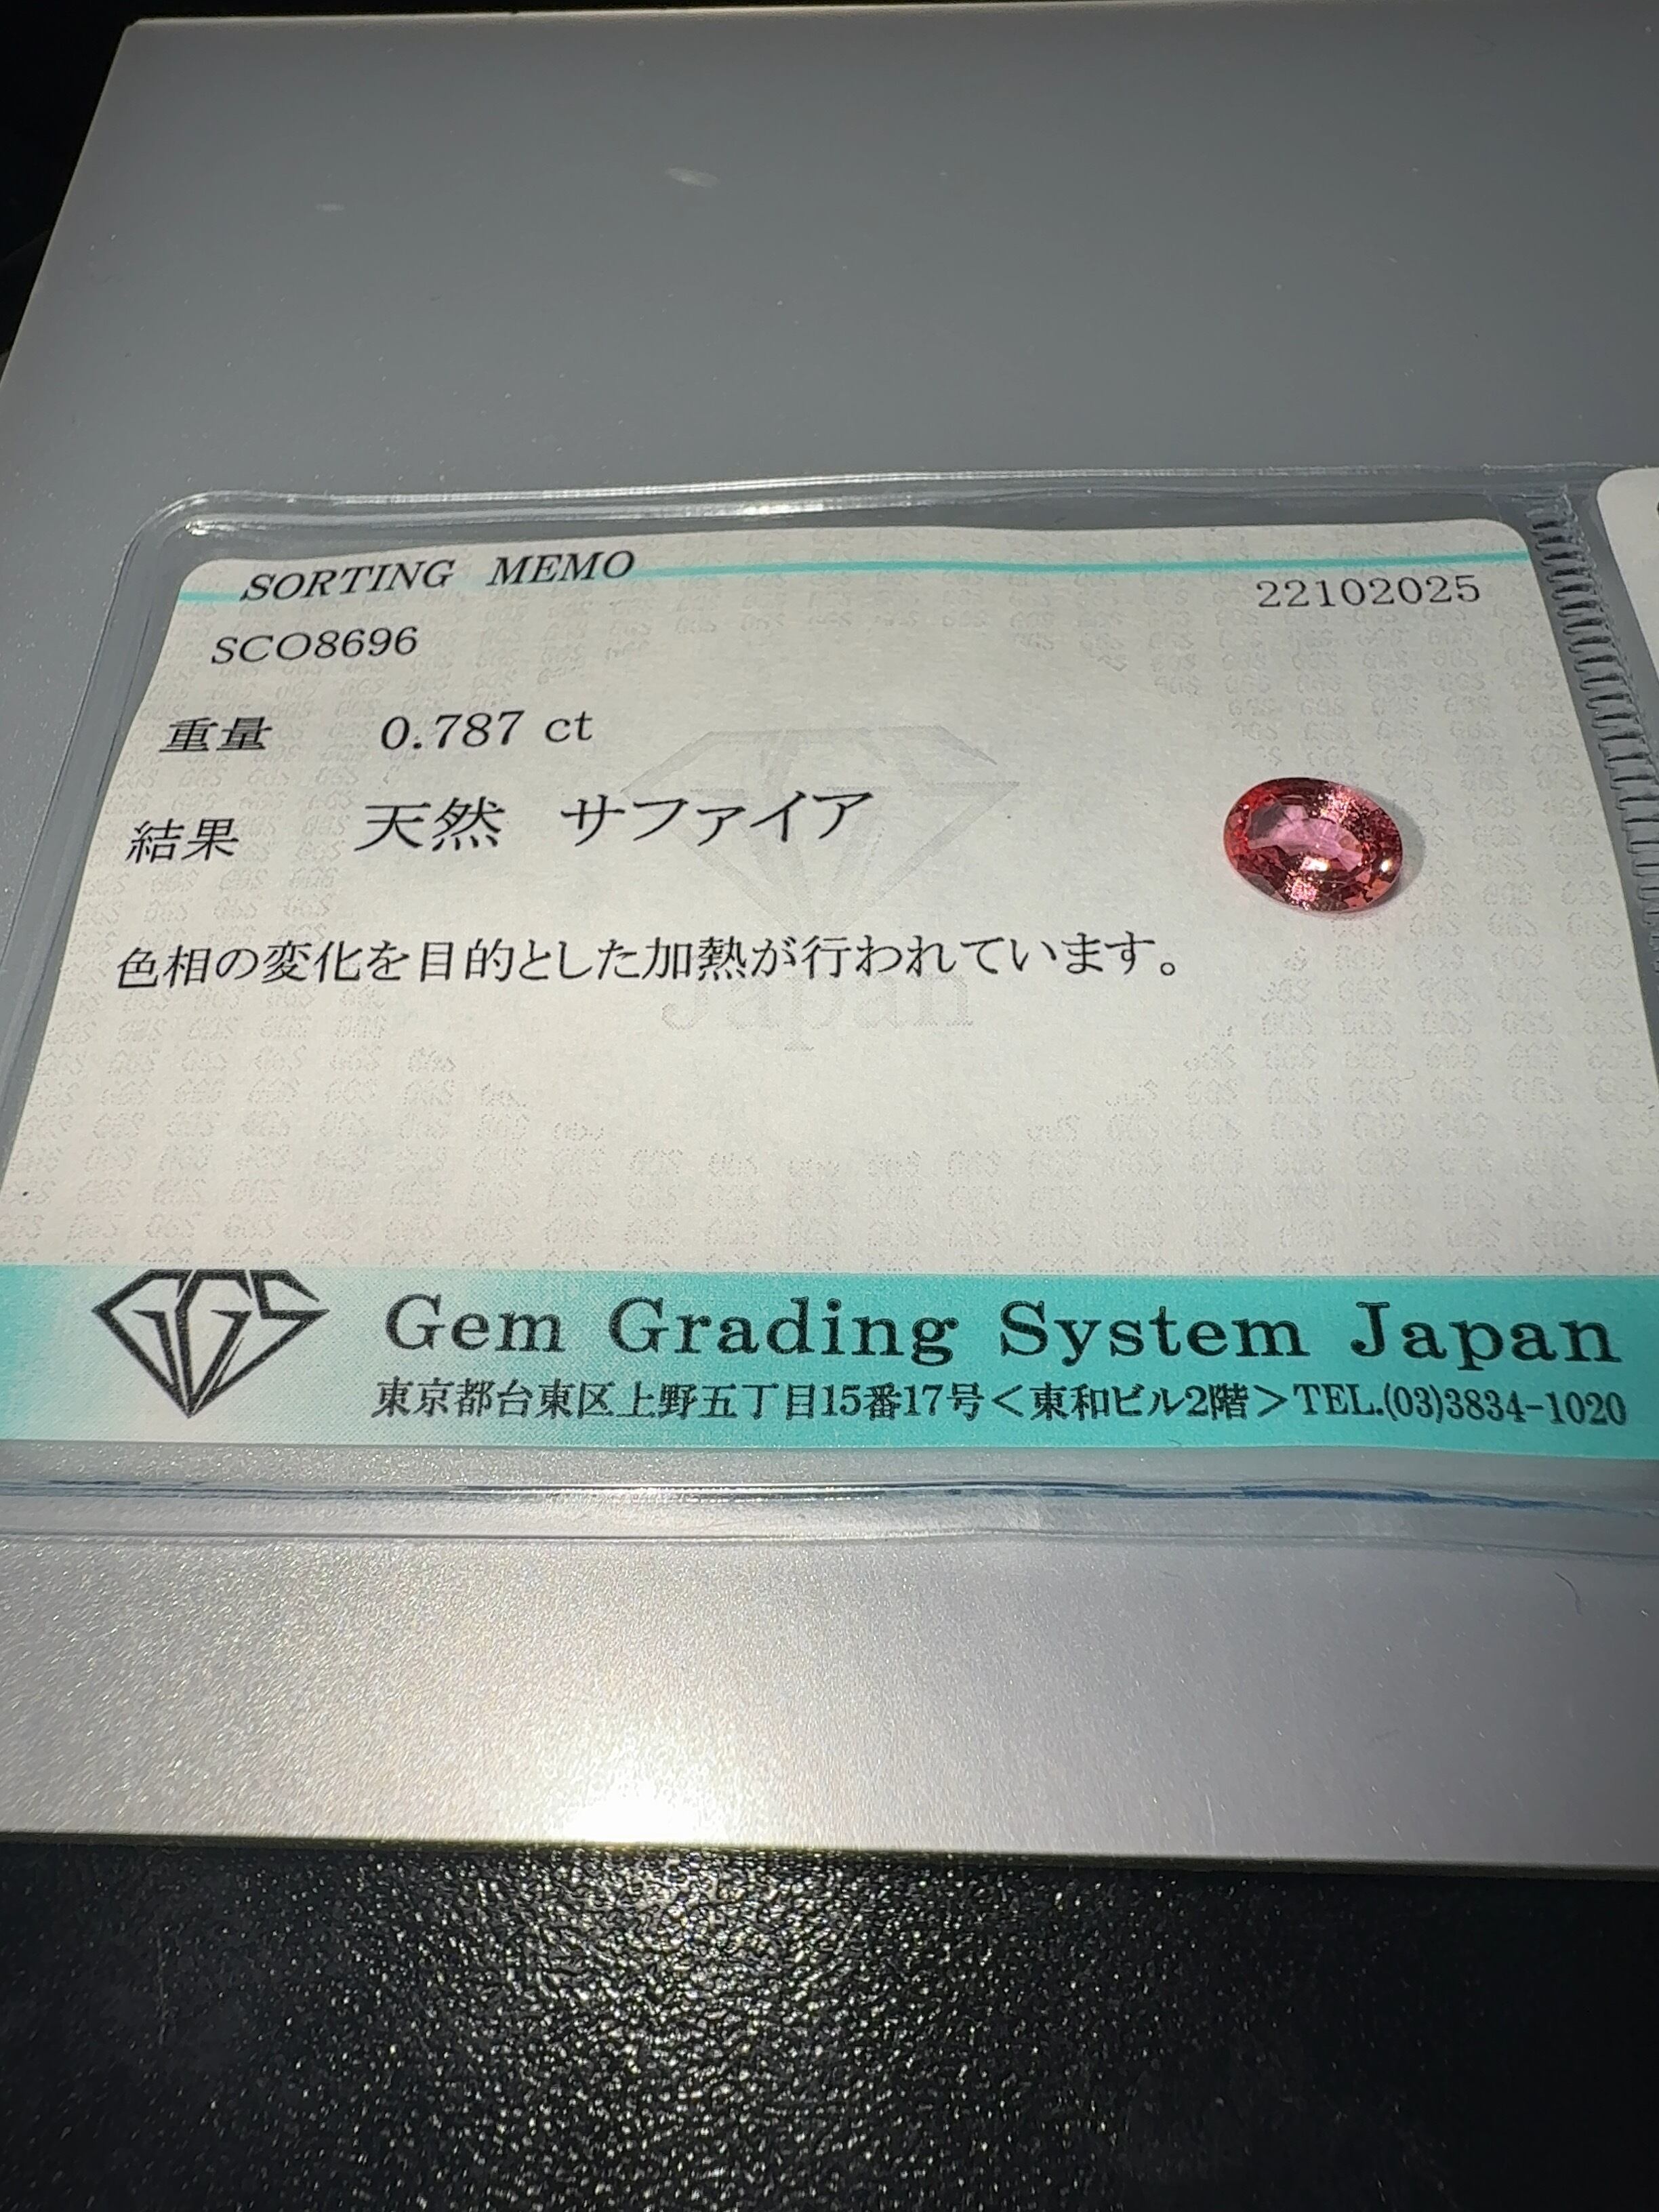 SORTING MEMO
22102025
SCO8696
重量 0.787 ct
結果 天然 サファイア
色相の変化を目的とした加熱が行われています。
Japan
GGS
Gem Grading System Japan
東京都台東区上野五丁目15番17号＜東和ビル2階＞TEL.(03)3834-1020